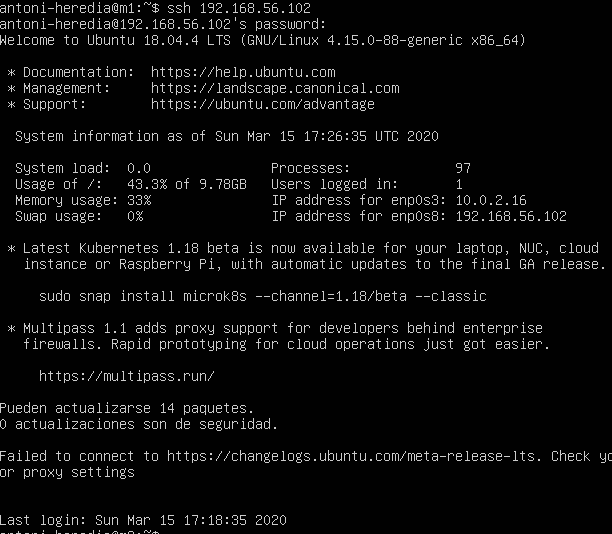 antoni-heredia@m1:~$ ssh 192.168.56.102
antoni-heredia@192.168.56.102's password:
Welcome to Ubuntu 18.04.4 LTS (GNU/Linux 4.15.0-88-generic x86_64)

 * Documentation:  https://help.ubuntu.com
 * Management:     https://landscape.canonical.com
 * Support:        https://ubuntu.com/advantage

  System information as of Sun Mar 15 17:26:35 UTC 2020

  System load:  0.0               Processes:             97
  Usage of /:   43.3% of 9.78GB   Users logged in:       1
  Memory usage: 33%               IP address for enp0s3: 10.0.2.16
  Swap usage:   0%                IP address for enp0s8: 192.168.56.102

 * Latest Kubernetes 1.18 beta is now available for your laptop, NUC, cloud
   instance or Raspberry Pi, with automatic updates to the final GA release.

     sudo snap install microk8s --channel=1.18/beta --classic

 * Multipass 1.1 adds proxy support for developers behind enterprise
   firewalls. Rapid prototyping for cloud operations just got easier.

     https://multipass.run/

Pueden actualizarse 14 paquetes.
0 actualizaciones son de seguridad.

Failed to connect to https://changelogs.ubuntu.com/meta-release-lts. Check yo
or proxy settings

Last login: Sun Mar 15 17:18:35 2020